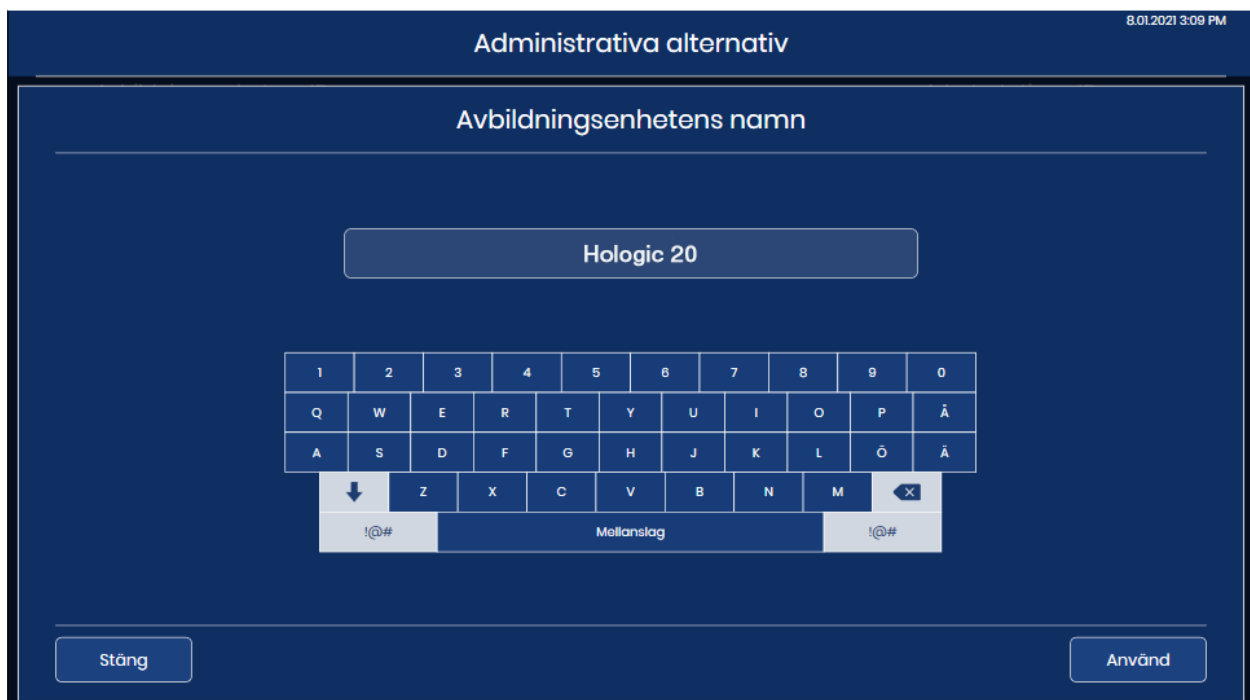 8.01.2021 3:09 PM
Administrativa alternativ
Avbildningsenhetens namn
Hologic 20
1 2 3 4 5 6 7 8 9 0
Q W E R T Y U I O P Å
A S D F G H J K L Ö Ä
Z X C V B N M
!@# Mellanslag !@#
Stäng Använd